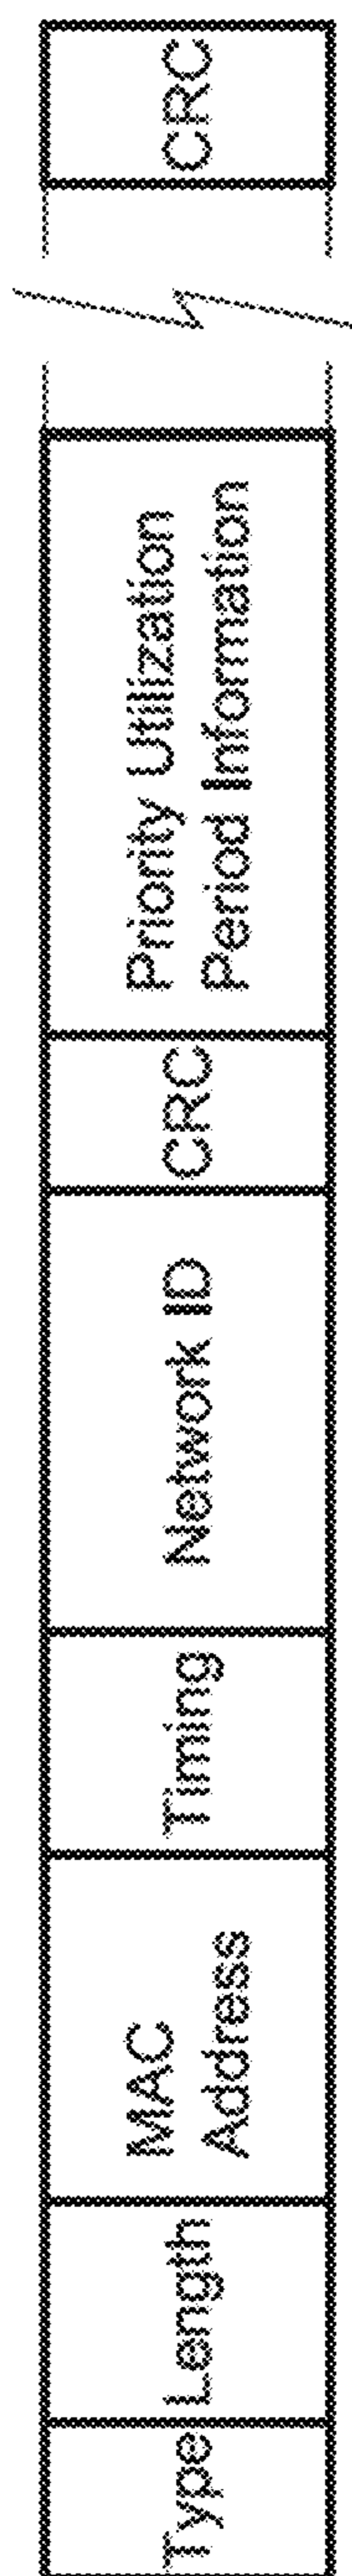 Type
Length
MAC
Address
Timing
Network ID
CRC
Priority Utilization
Period Information
CRC